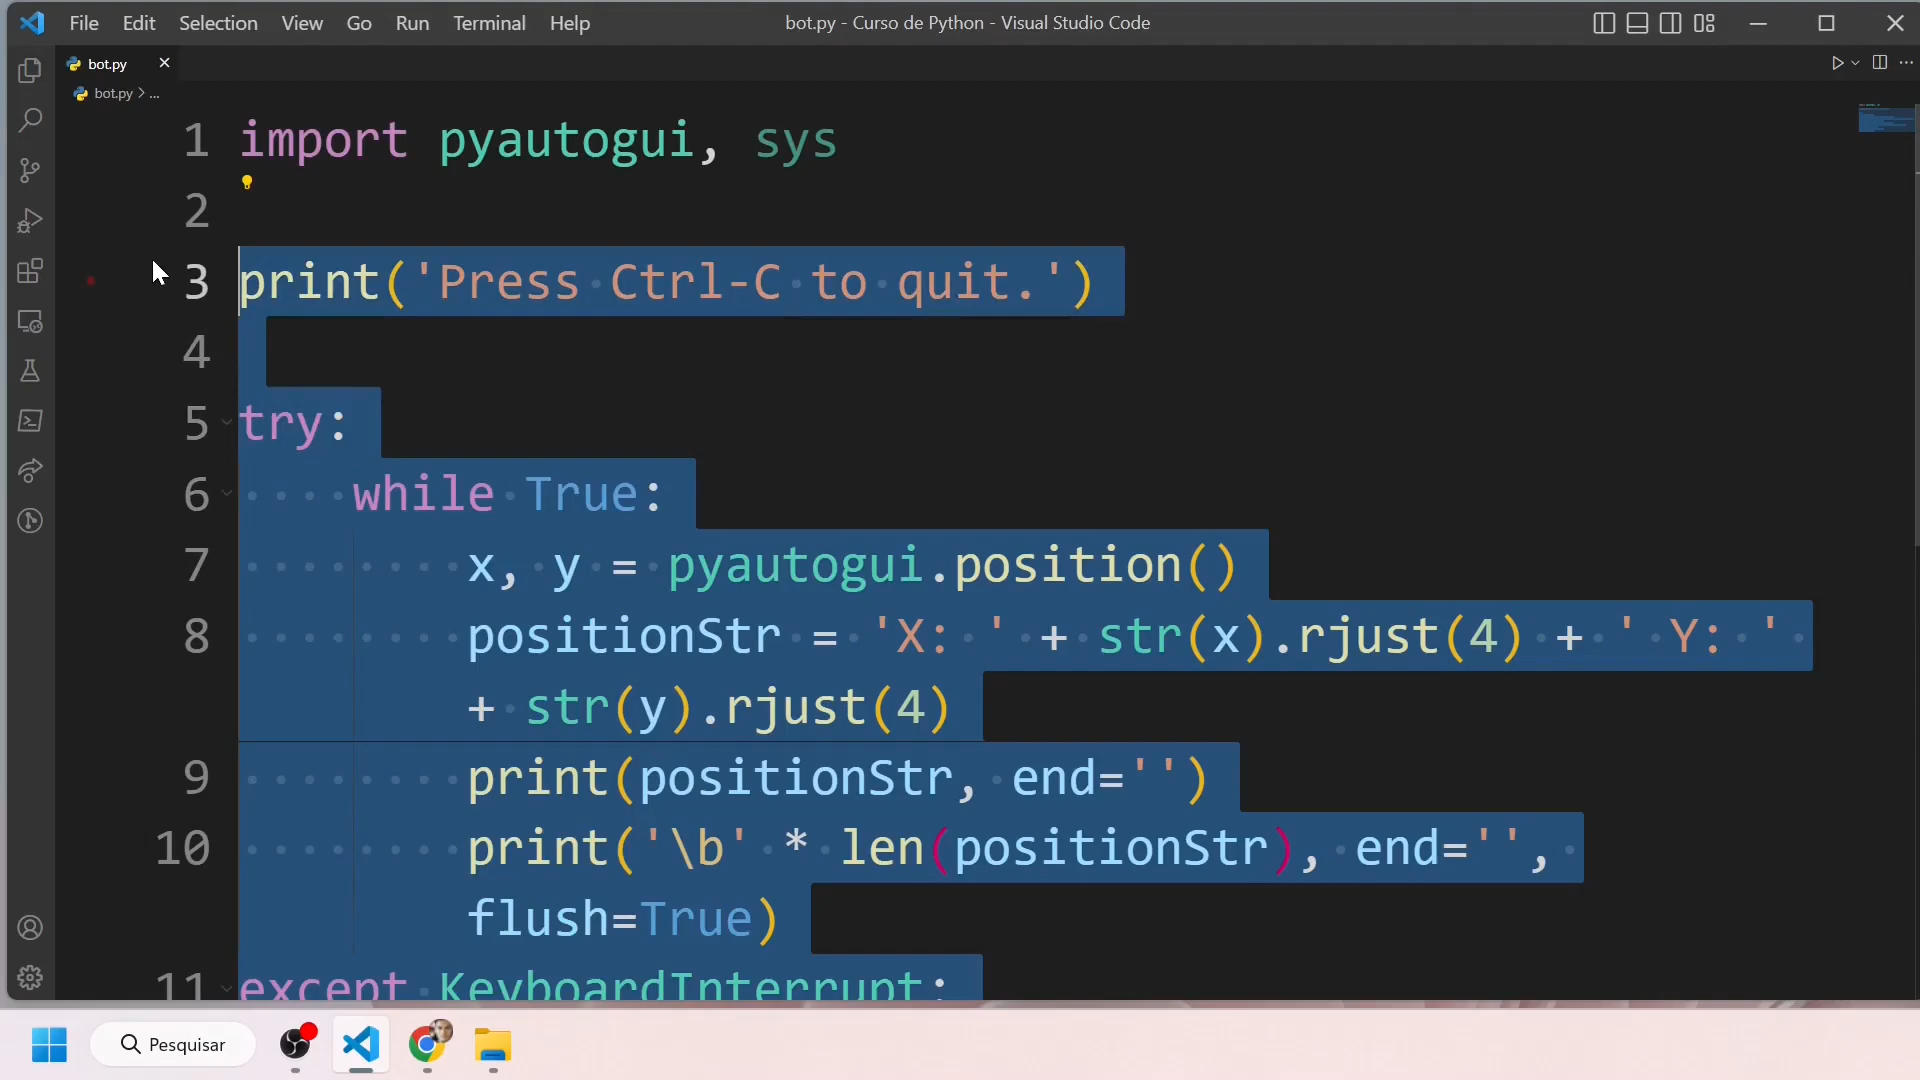 File Edit Selection View Go Run Terminal Help
bot.py - Curso de Python - Visual Studio Code
bot.py
bot.py > ...
1 import pyautogui, sys
2
3 print('Press Ctrl-C to quit.')
4
5 try:
6 while True:
7 x, y = pyautogui.position()
8 positionStr = 'X: ' + str(x).rjust(4) + ' Y: '
+ str(y).rjust(4)
9 print(positionStr, end='')
10 print('\b' * len(positionStr), end='',
flush=True)
11 except KeyboardInterrupt:
Pesquisar